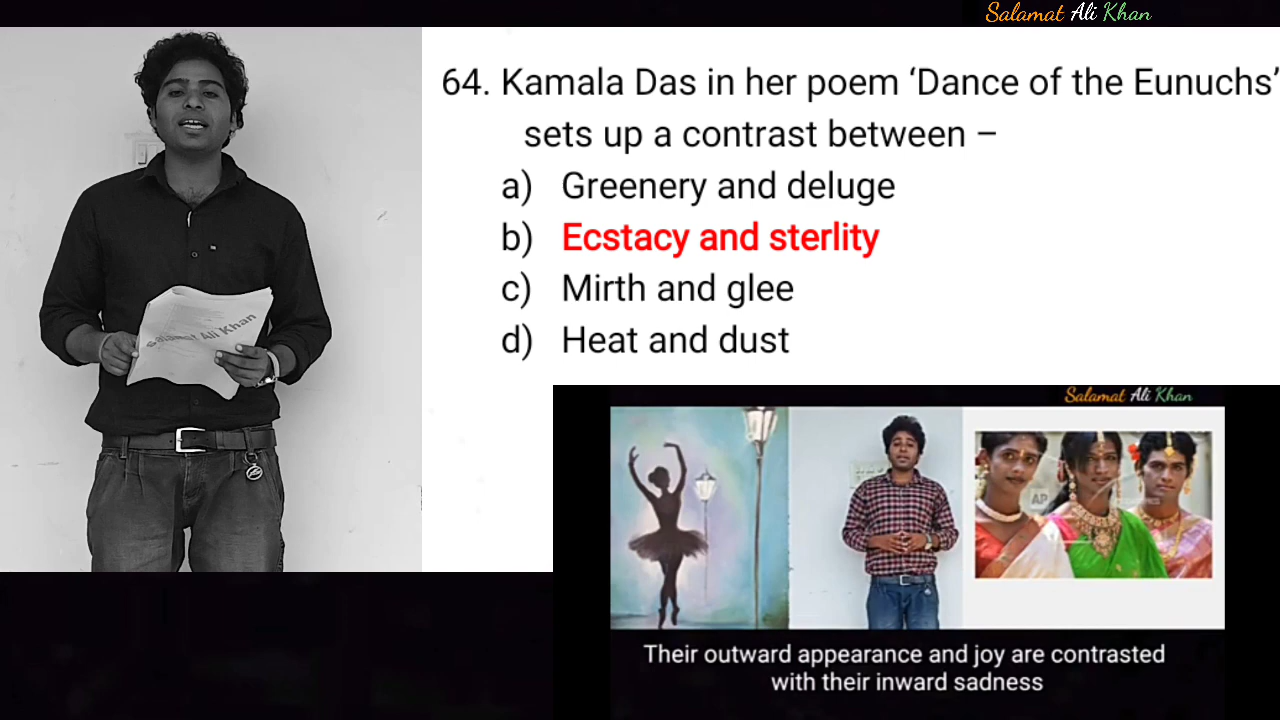 Salamat Ali Khan
64. Kamala Das in her poem ‘Dance of the Eunuchs’
sets up a contrast between –
a) Greenery and deluge
b) Ecstacy and sterlity
c) Mirth and glee
d) Heat and dust
Salamat Ali Khan
Salamat Ali Khan
AP
Their outward appearance and joy are contrasted
with their inward sadness